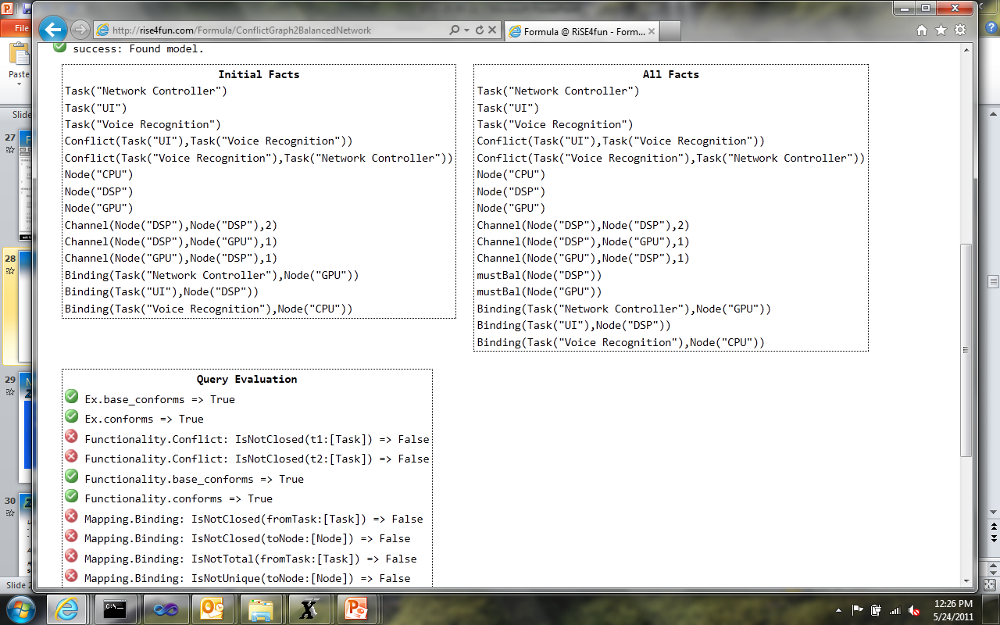 File
Paste
Slide
27
28
29
30
Slide 2
http://rise4fun.com/Formula/ConflictGraph2BalancedNetwork
Formula @ RiSE4fun - Form...
success: Found model.
Initial Facts
Task("Network Controller")
Task("UI")
Task("Voice Recognition")
Conflict(Task("UI"),Task("Voice Recognition"))
Conflict(Task("Voice Recognition"),Task("Network Controller"))
Node("CPU")
Node("DSP")
Node("GPU")
Channel(Node("DSP"),Node("DSP"),2)
Channel(Node("DSP"),Node("GPU"),1)
Channel(Node("GPU"),Node("DSP"),1)
Binding(Task("Network Controller"),Node("GPU"))
Binding(Task("UI"),Node("DSP"))
Binding(Task("Voice Recognition"),Node("CPU"))
All Facts
Task("Network Controller")
Task("UI")
Task("Voice Recognition")
Conflict(Task("UI"),Task("Voice Recognition"))
Conflict(Task("Voice Recognition"),Task("Network Controller"))
Node("CPU")
Node("DSP")
Node("GPU")
Channel(Node("DSP"),Node("DSP"),2)
Channel(Node("DSP"),Node("GPU"),1)
Channel(Node("GPU"),Node("DSP"),1)
mustBal(Node("DSP"))
mustBal(Node("GPU"))
Binding(Task("Network Controller"),Node("GPU"))
Binding(Task("UI"),Node("DSP"))
Binding(Task("Voice Recognition"),Node("CPU"))
Query Evaluation
Ex.base_conforms => True
Ex.conforms => True
Functionality.Conflict: IsNotClosed(t1:[Task]) => False
Functionality.Conflict: IsNotClosed(t2:[Task]) => False
Functionality.base_conforms => True
Functionality.conforms => True
Mapping.Binding: IsNotClosed(fromTask:[Task]) => False
Mapping.Binding: IsNotClosed(toNode:[Node]) => False
Mapping.Binding: IsNotTotal(fromTask:[Task]) => False
Mapping.Binding: IsNotUnique(toNode:[Node]) => False
12:26 PM
5/24/2011